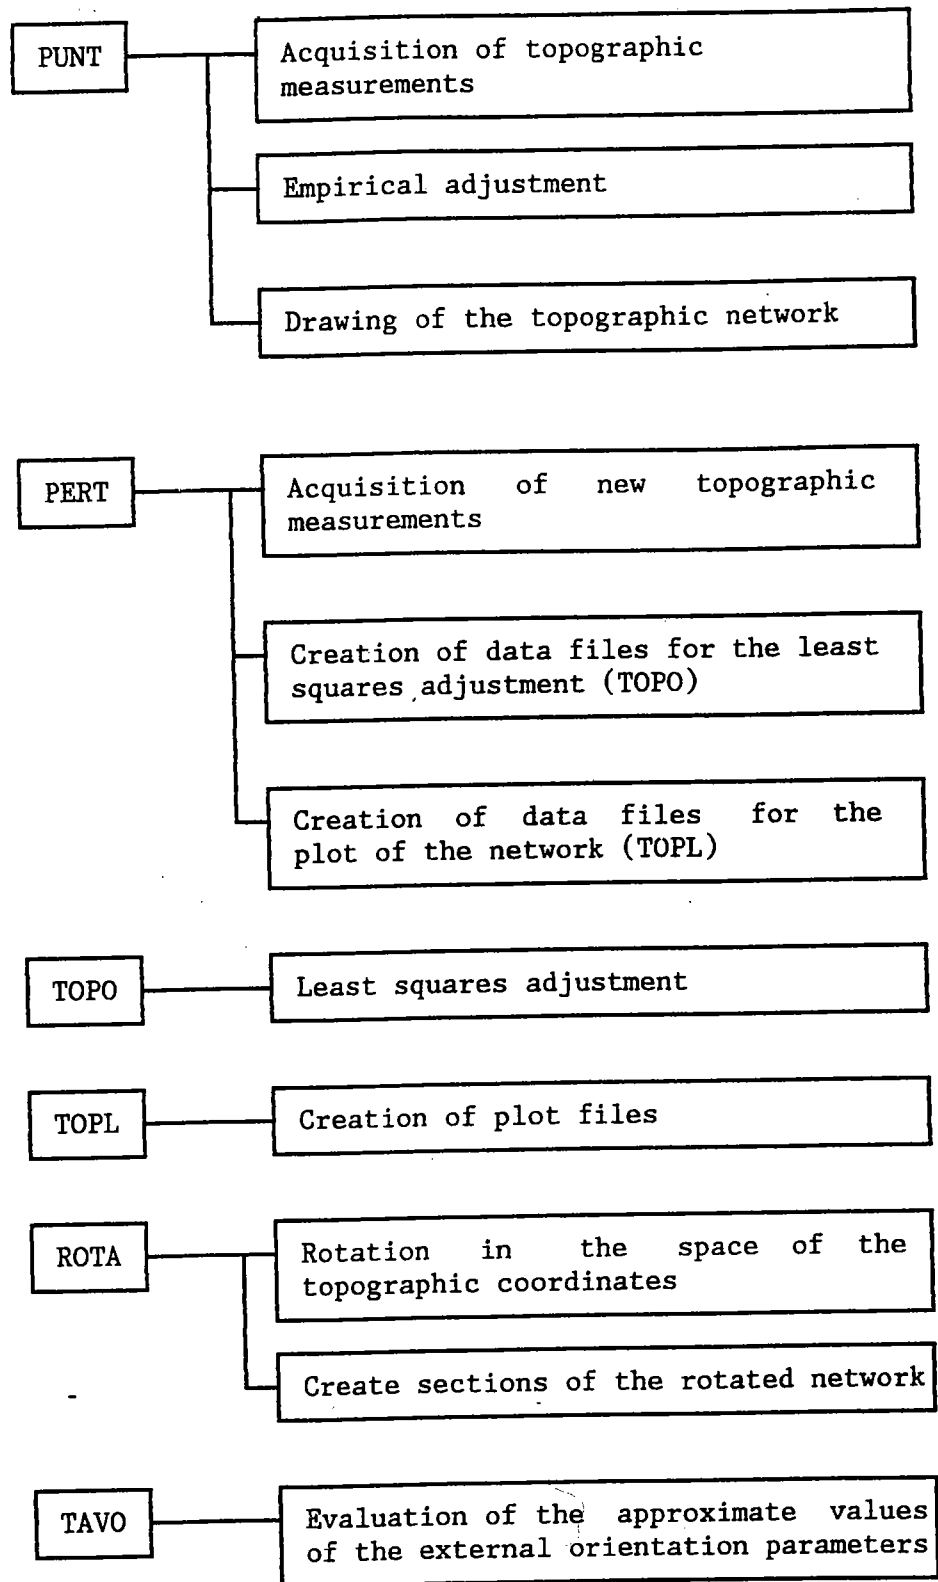 PUNT
Acquisition of topographic
measurements
Empirical adjustment
Drawing of the topographic network
PERT
Acquisition of new topographic
measurements
Creation of data files for the least
squares adjustment (TOPO)
Creation of data files for the
plot of the network (TOPL)
TOPO
Least squares adjustment
TOPL
Creation of plot files
ROTA
Rotation in the space of the
topographic coordinates
Create sections of the rotated network
TAVO
Evaluation of the approximate values
of the external orientation parameters